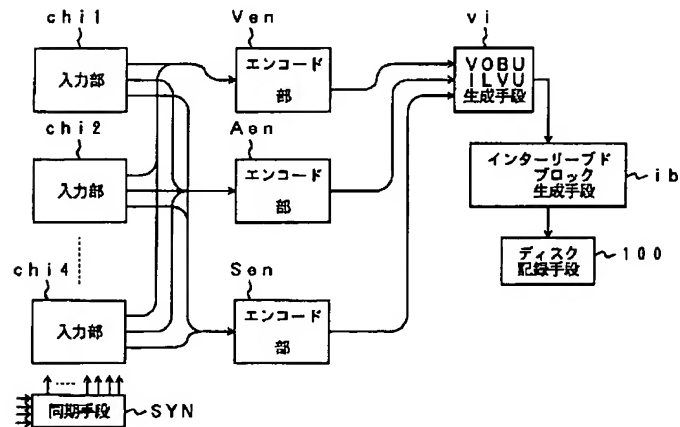 chi1
入力部
chi2
入力部
chi4
入力部
同期手段
SYN
Ven
エンコード
部
Aen
エンコード
部
Sen
エンコード
部
vi
VOBU
ILVU
生成手段
インターリーブド
ブロック
生成手段
ib
ディスク
記録手段
100